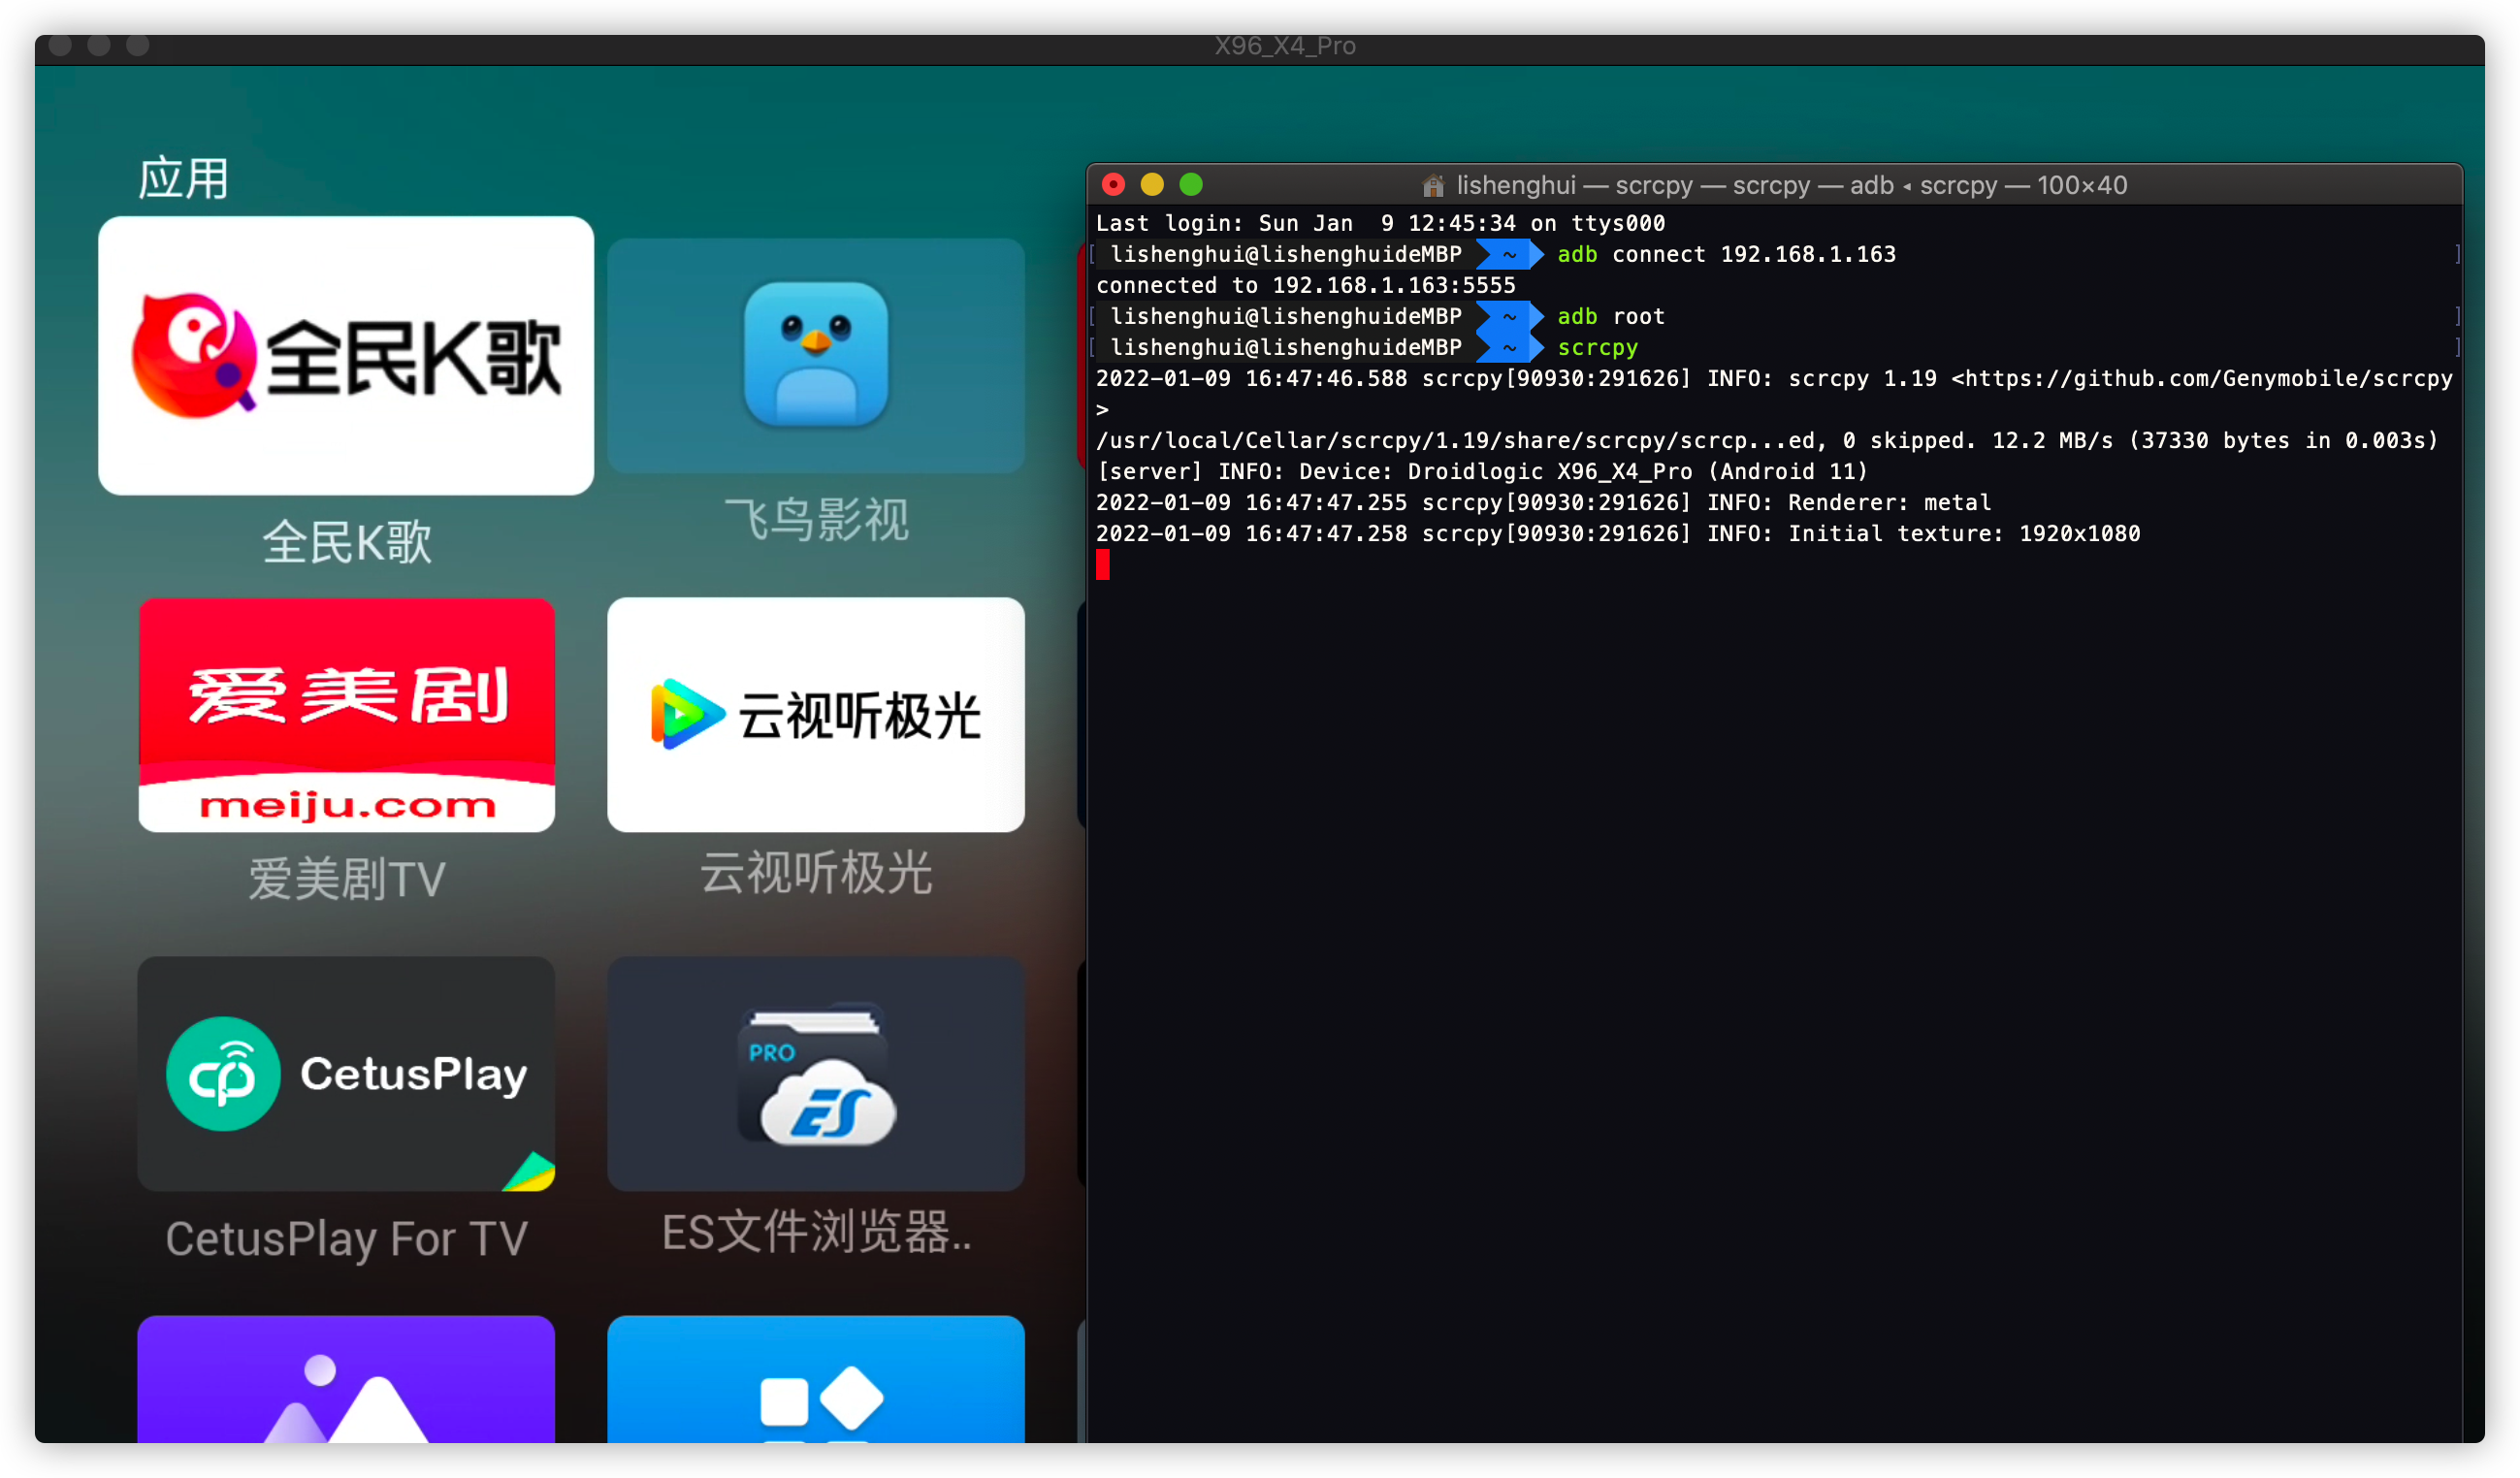 X96_X4_Pro
应用
全民K歌
全民K歌
飞鸟影视
爱美剧
meiju.com
爱美剧TV
云视听极光
云视听极光
CetusPlay
CetusPlay For TV
PRO
ES
ES文件浏览器..
lishenghui — scrcpy — scrcpy — adb ◂ scrcpy — 100×40
Last login: Sun Jan  9 12:45:34 on ttys000
[ lishenghui@lishenghuideMBP ~ adb connect 192.168.1.163 ]
connected to 192.168.1.163:5555
[ lishenghui@lishenghuideMBP ~ adb root ]
[ lishenghui@lishenghuideMBP ~ scrcpy ]
2022-01-09 16:47:46.588 scrcpy[90930:291626] INFO: scrcpy 1.19 <https://github.com/Genymobile/scrcpy
>
/usr/local/Cellar/scrcpy/1.19/share/scrcpy/scrcp...ed, 0 skipped. 12.2 MB/s (37330 bytes in 0.003s)
[server] INFO: Device: Droidlogic X96_X4_Pro (Android 11)
2022-01-09 16:47:47.255 scrcpy[90930:291626] INFO: Renderer: metal
2022-01-09 16:47:47.258 scrcpy[90930:291626] INFO: Initial texture: 1920x1080